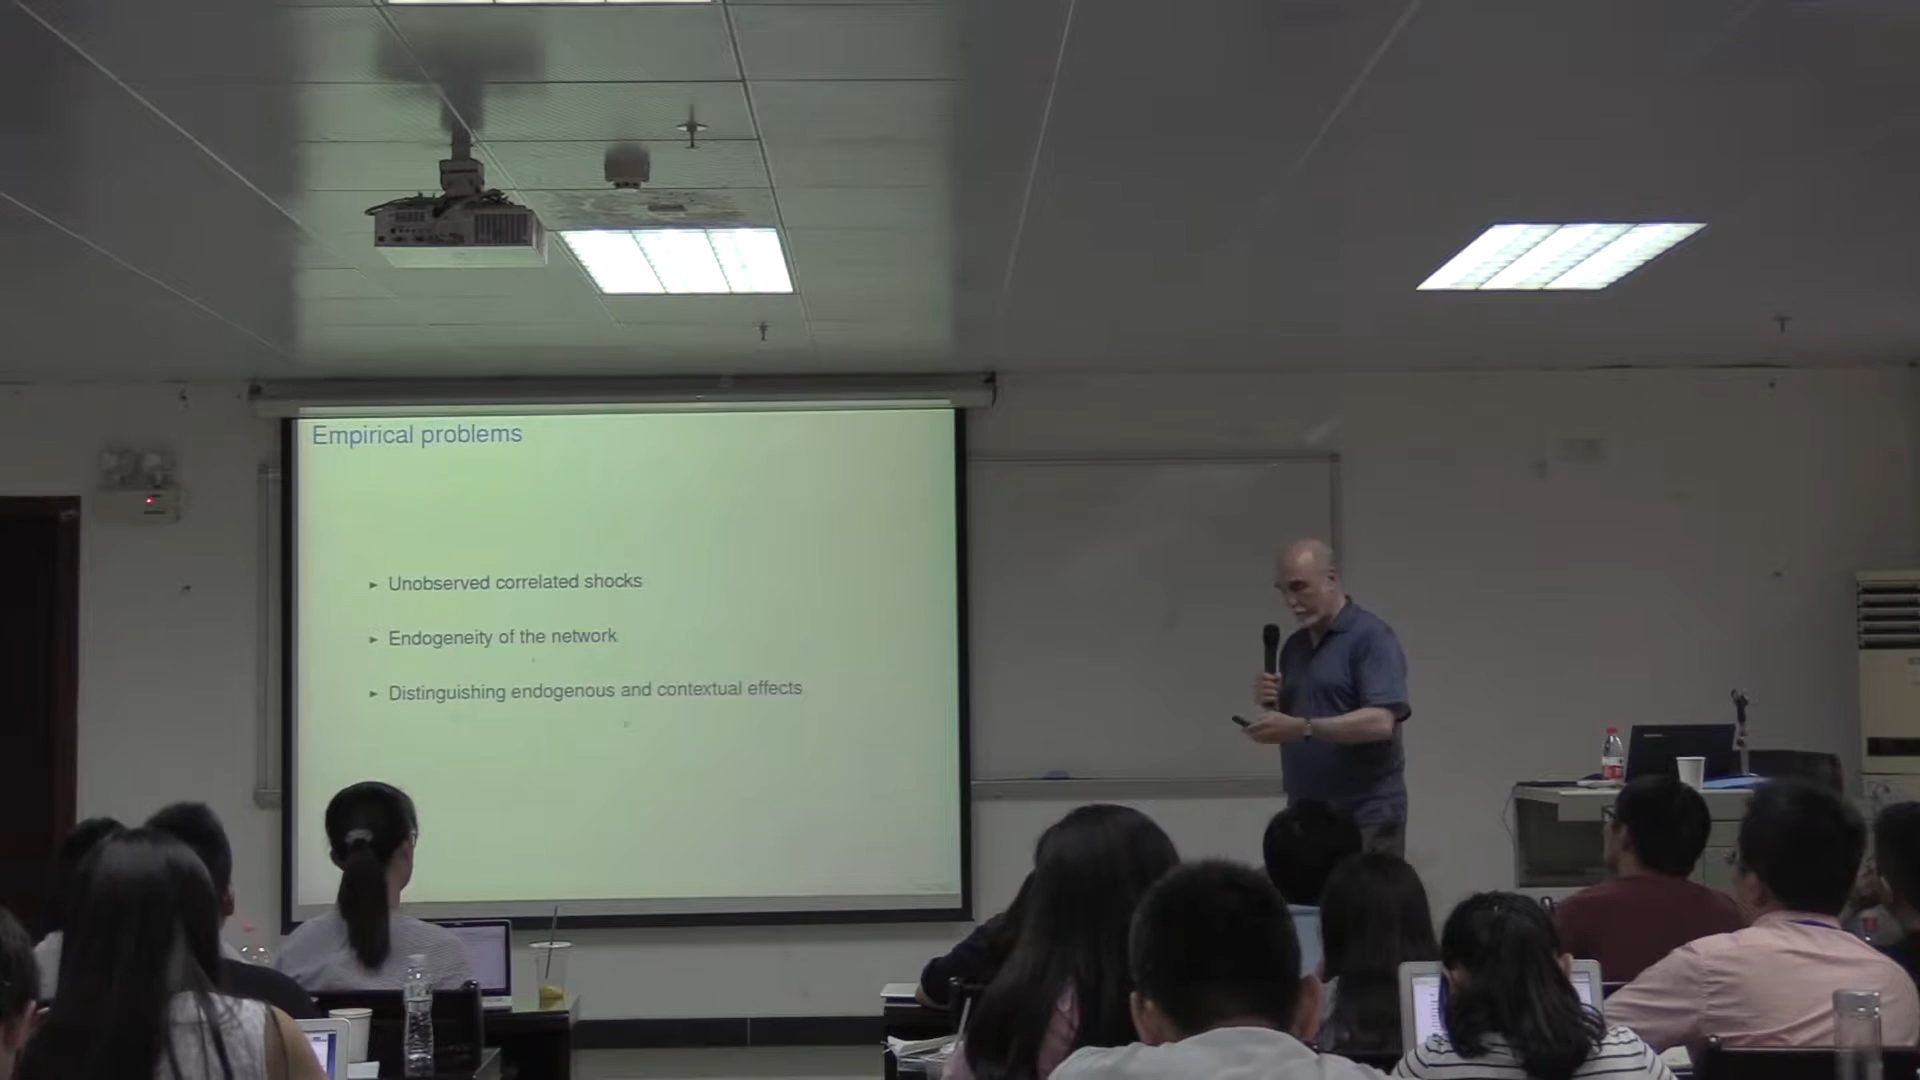 Empirical problems
Unobserved correlated shocks
Endogeneity of the network
Distinguishing endogenous and contextual effects